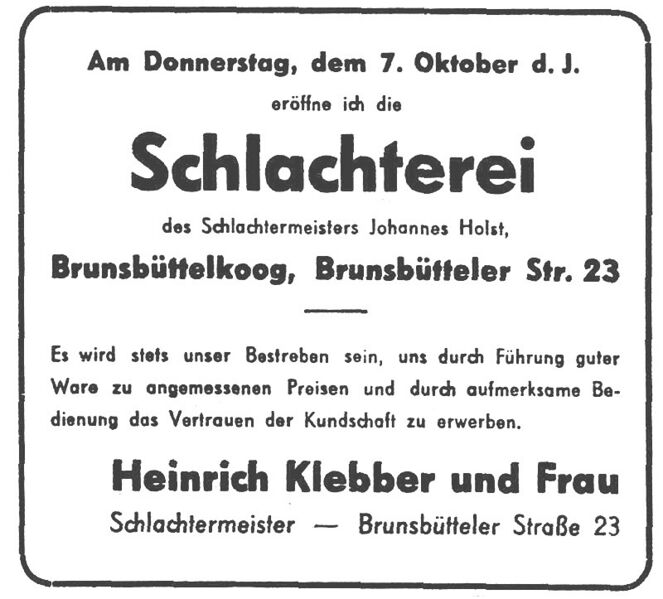 Am Donnerstag, dem 7. Oktober d. J.
eröffne ich die
Schlachterei
des Schlachtermeisters Johannes Holst,
Brunsbüttelkoog, Brunsbütteler Str. 23
Es wird stets unser Bestreben sein, uns durch Führung guter
Ware zu angemessenen Preisen und durch aufmerksame Be-
dienung das Vertrauen der Kundschaft zu erwerben.
Heinrich Klebber und Frau
Schlachtermeister — Brunsbütteler Straße 23